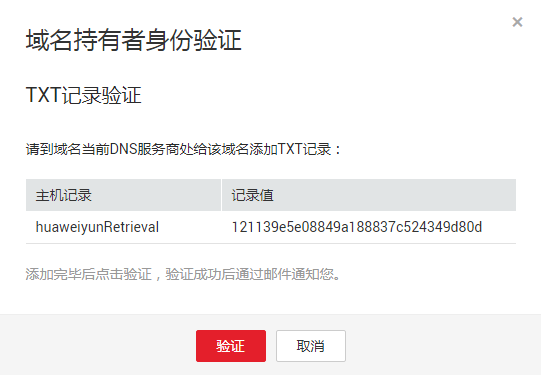 域名持有者身份验证
×
TXT记录验证
请到域名当前DNS服务商处给该域名添加TXT记录：
主机记录 记录值
huaweiyunRetrieval 121139e5e08849a188837c524349d80d
添加完毕后点击验证，验证成功后通过邮件通知您。
验证 取消